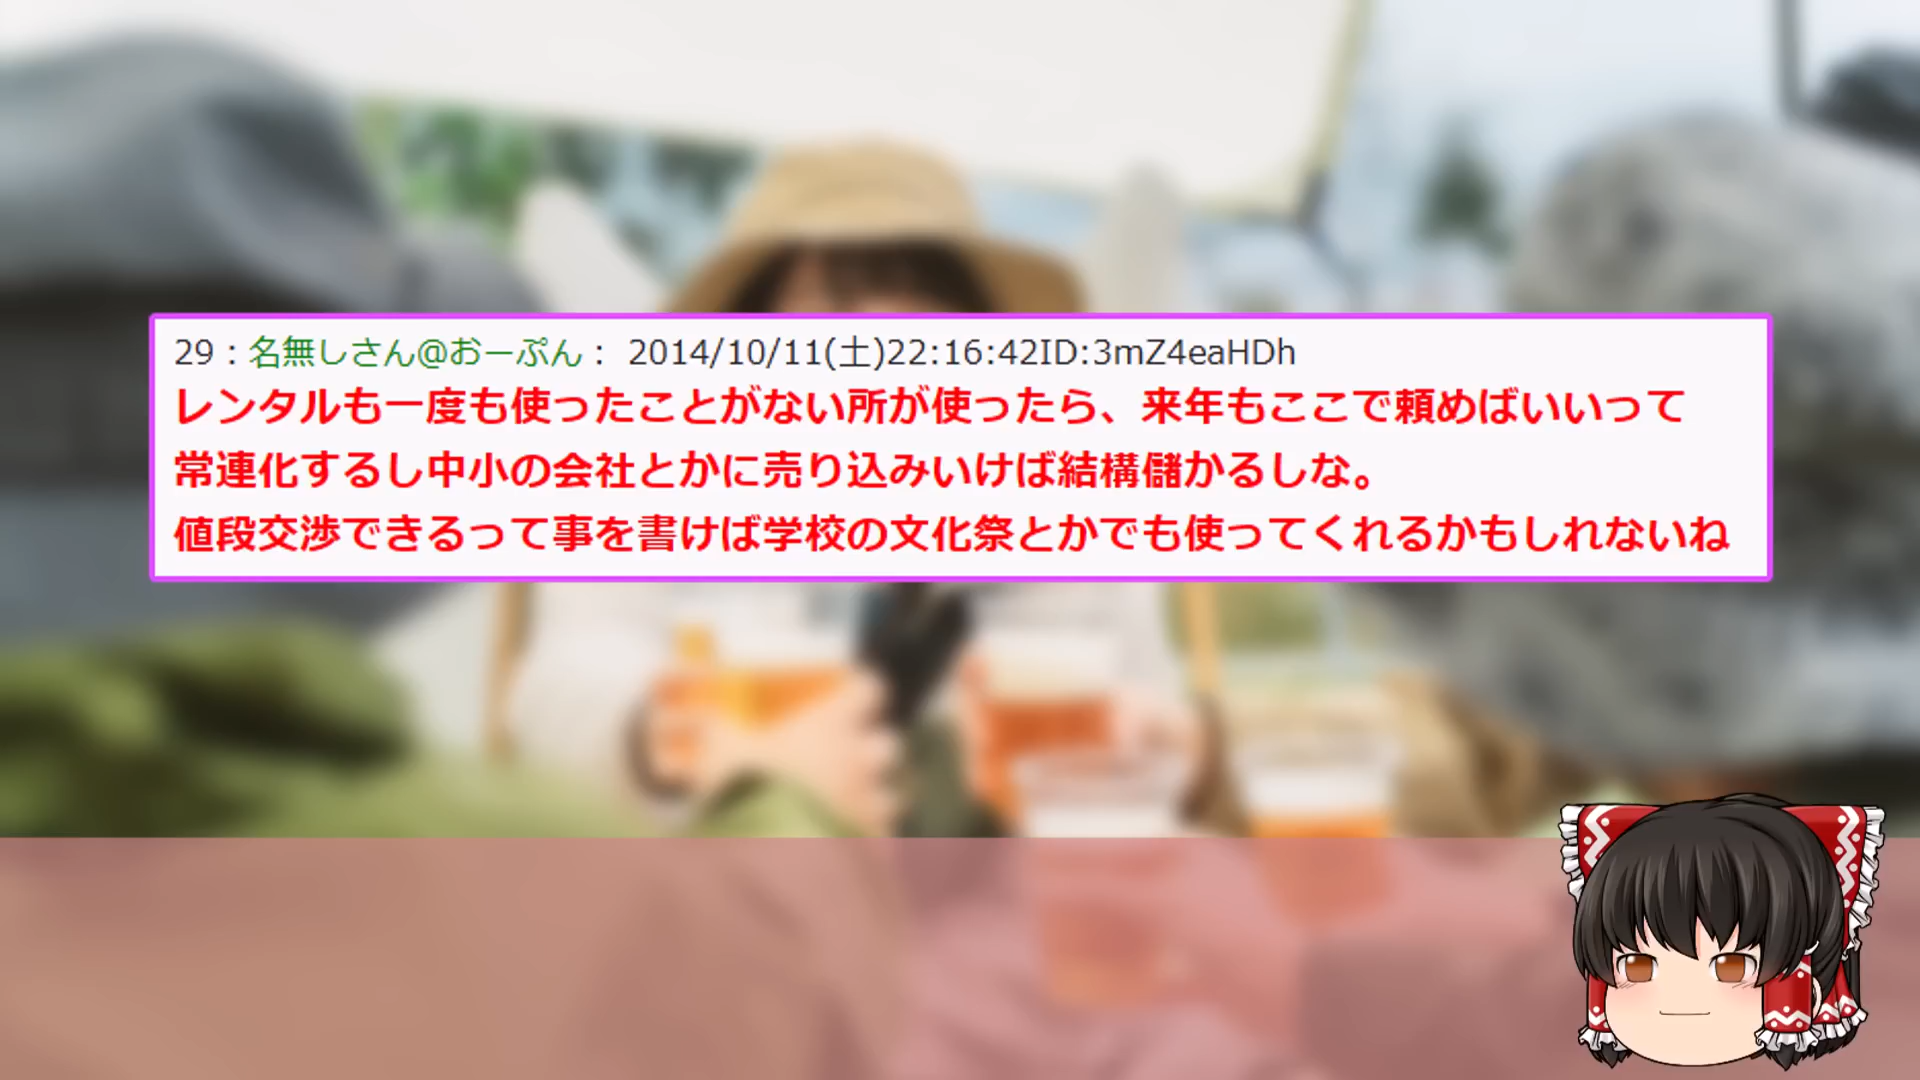 29：名無しさん@おーぷん： 2014/10/11(土)22:16:42ID:3mZ4eaHDh
レンタルも一度も使ったことがない所が使ったら、来年もここで頼めばいいって
常連化するし中小の会社とかに売り込みいけば結構儲かるしな。
値段交渉できるって事を書けば学校の文化祭とかでも使ってくれるかもしれないね